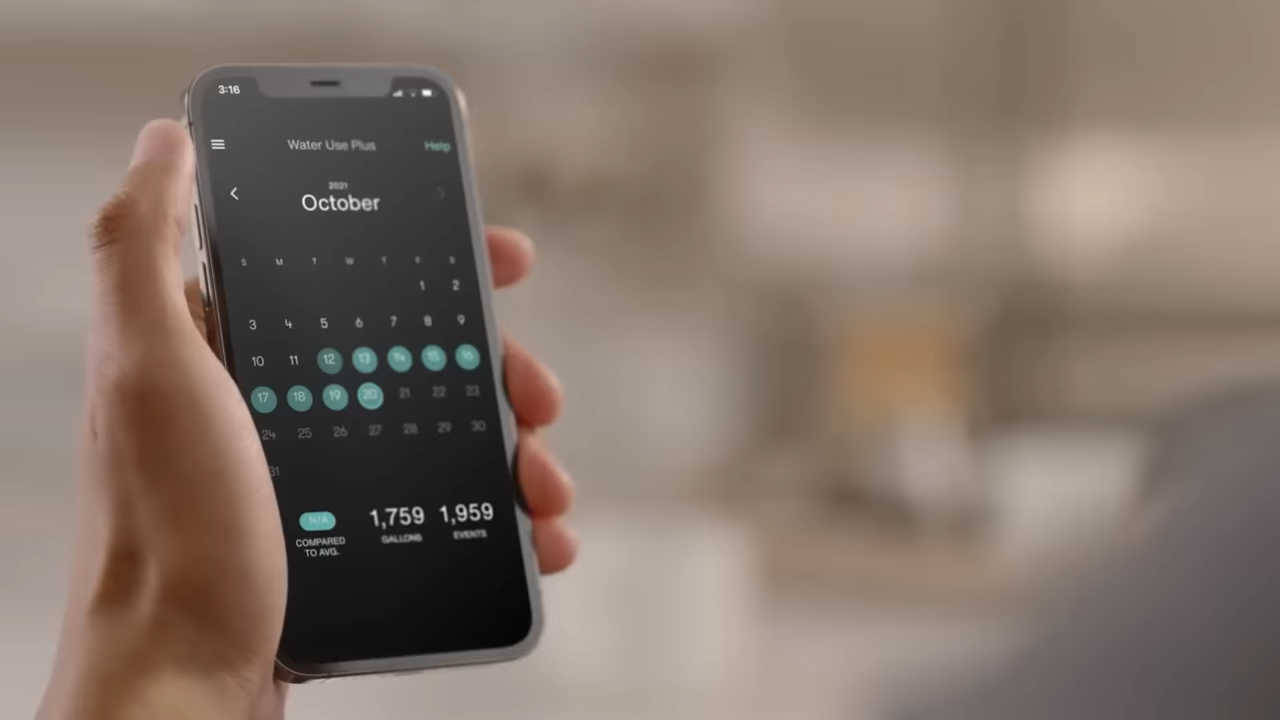 3:16
Water Use Plus Help
2021
October
S M T W T F S
1 2
3 4 5 6 7 8 9
10 11 12 13 14 15 16
17 18 19 20 21 22 23
24 25 26 27 28 29 30
31
N/A 1,759 1,959
COMPARED GALLONS EVENTS
TO AVG.